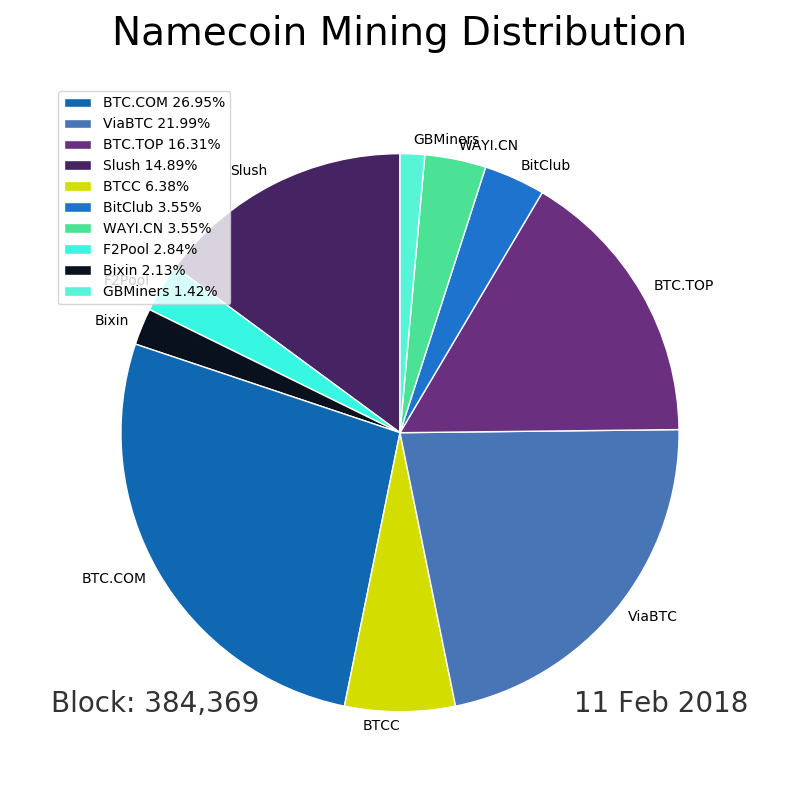 Namecoin Mining Distribution
BTC.COM 26.95%
ViaBTC 21.99%
BTC.TOP 16.31%
Slush 14.89%
BTCC 6.38%
BitClub 3.55%
WAYI.CN 3.55%
F2Pool 2.84%
Bixin 2.13%
GBMiners 1.42%
GBMiners
WAYI.CN
BitClub
Slush
F2Pool
BTC.TOP
Bixin
BTC.COM
ViaBTC
BTCC
Block: 384,369
11 Feb 2018